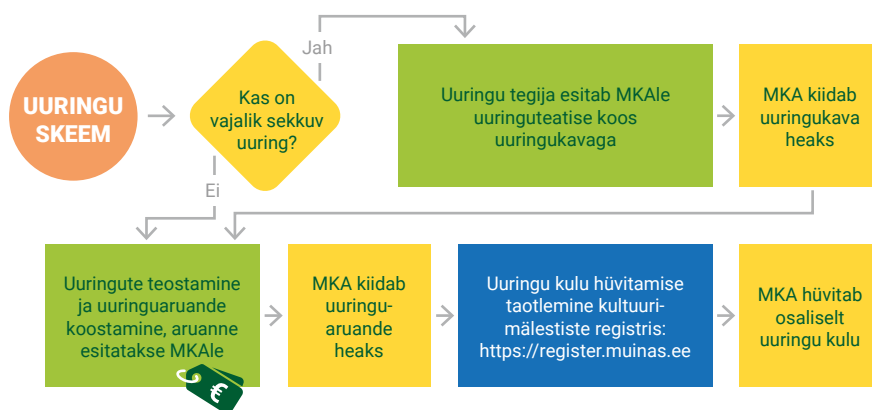 UURINGU
SKEEM
Kas on
vajalik sekkuv
uuring?
Jah
Ei
Uuringu tegija esitab MKAle
uuringuteatise koos
uuringukavaga
MKA kiidab
uuringukava
heaks
Uuringute teostamine
ja uuringuaruande
koostamine, aruanne
esitatakse MKAle
€
MKA kiidab
uuringu-
aruande
heaks
Uuringu kulu hüvitamise
taotlemine kultuuri-
mälestiste registris:
https://register.muinas.ee
MKA hüvitab
osaliselt
uuringu kulu